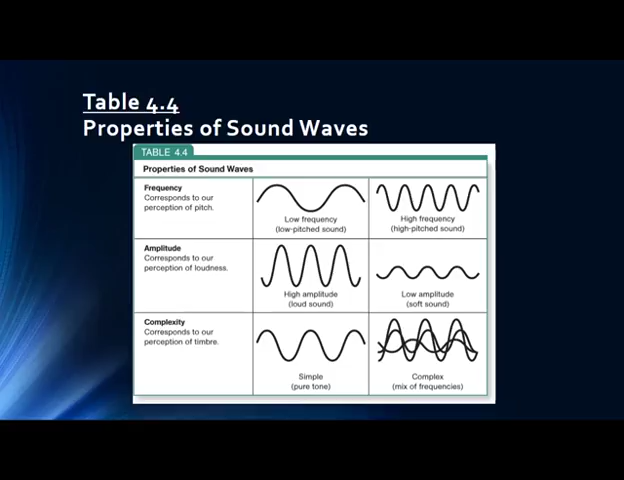 Table 4.4
Properties of Sound Waves
TABLE 4.4
Properties of Sound Waves
Frequency
Corresponds to our
perception of pitch.
Low frequency
(low-pitched sound)
High frequency
(high-pitched sound)
Amplitude
Corresponds to our
perception of loudness.
High amplitude
(loud sound)
Low amplitude
(soft sound)
Complexity
Corresponds to our
perception of timbre.
Simple
(pure tone)
Complex
(mix of frequencies)